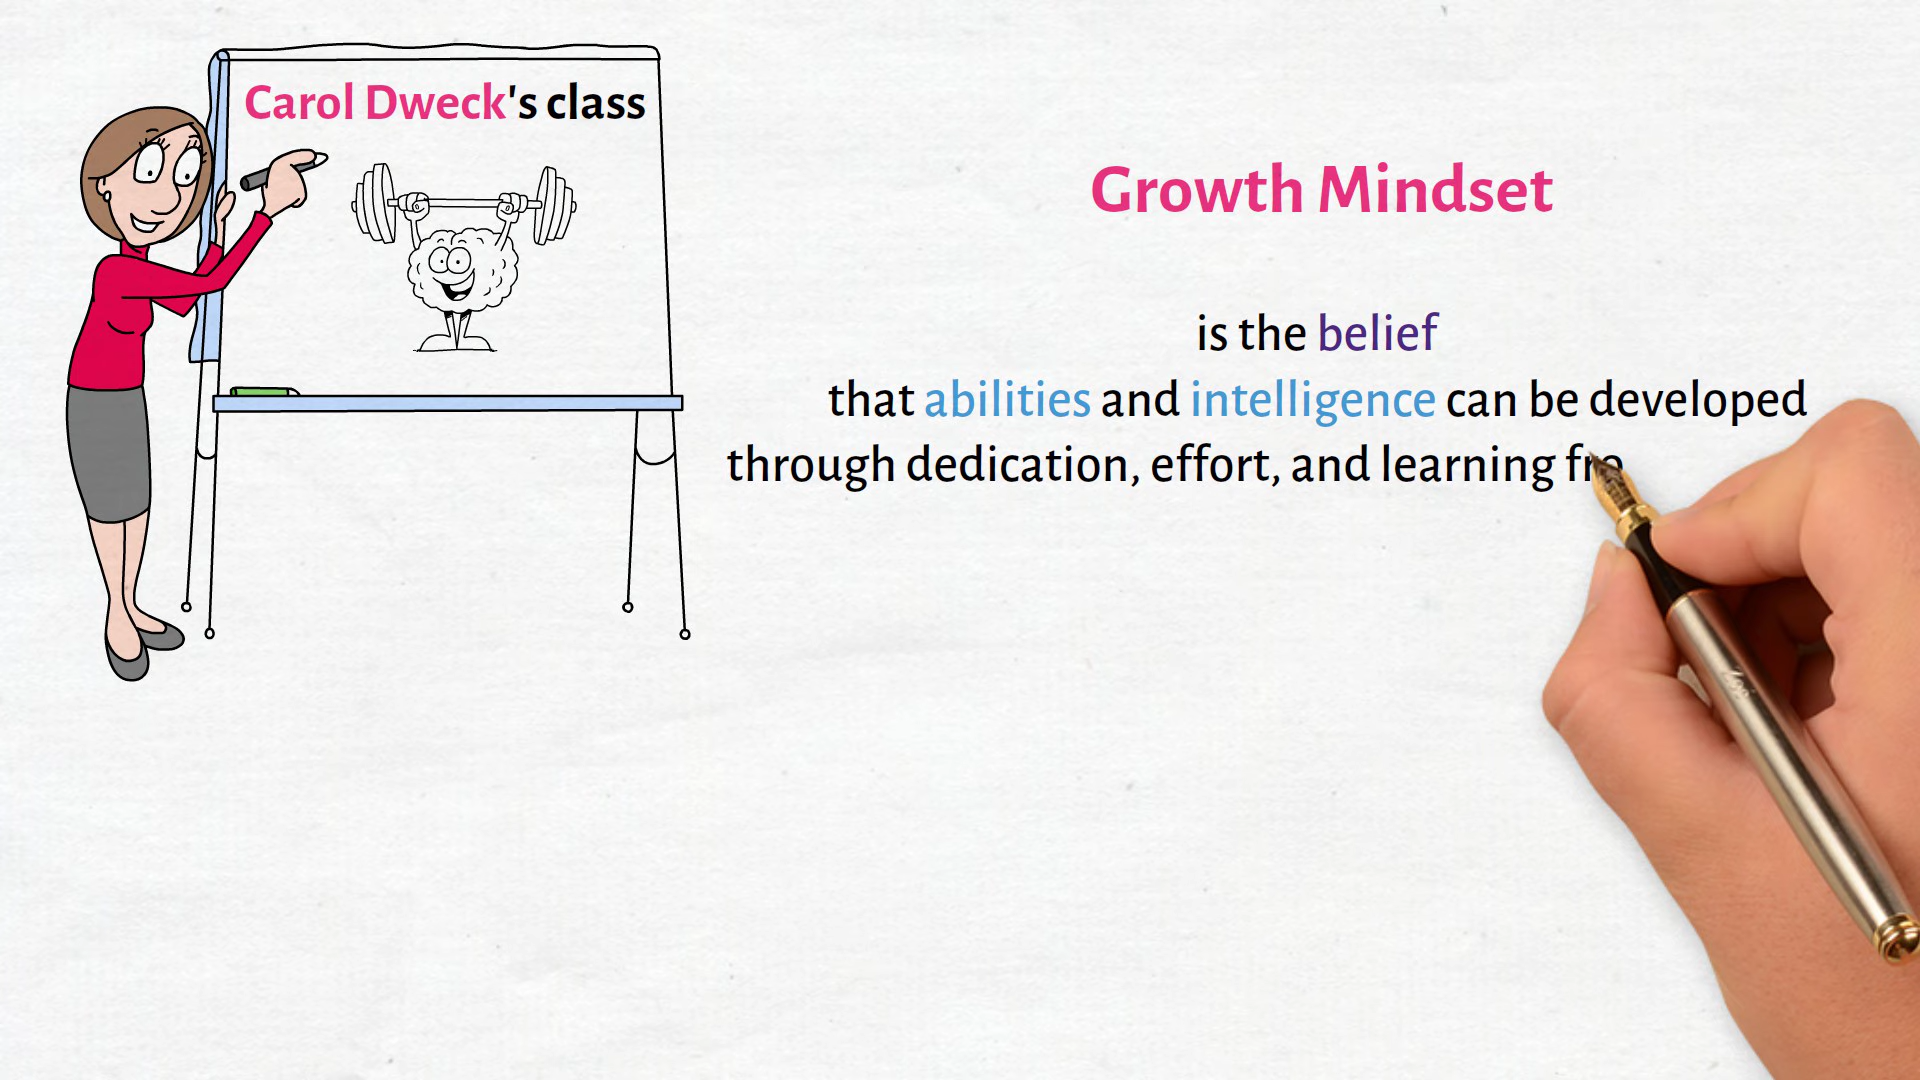 Carol Dweck's class
Growth Mindset
is the belief
that abilities and intelligence can be developed
through dedication, effort, and learning